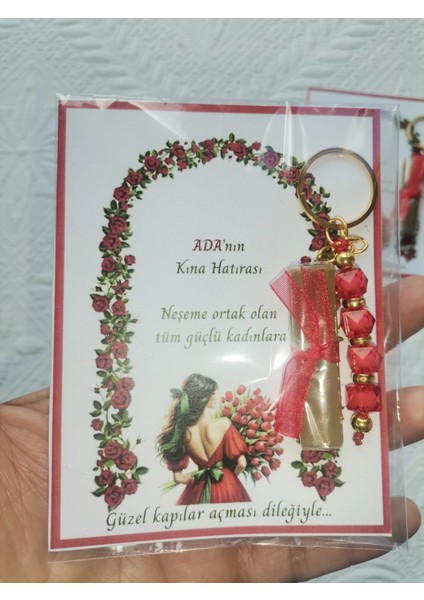 ADA'nın
Kına Hatırası
Neşeme ortak olan
tüm güçlü kadınlara
Güzel kapılar açması dileğiyle...